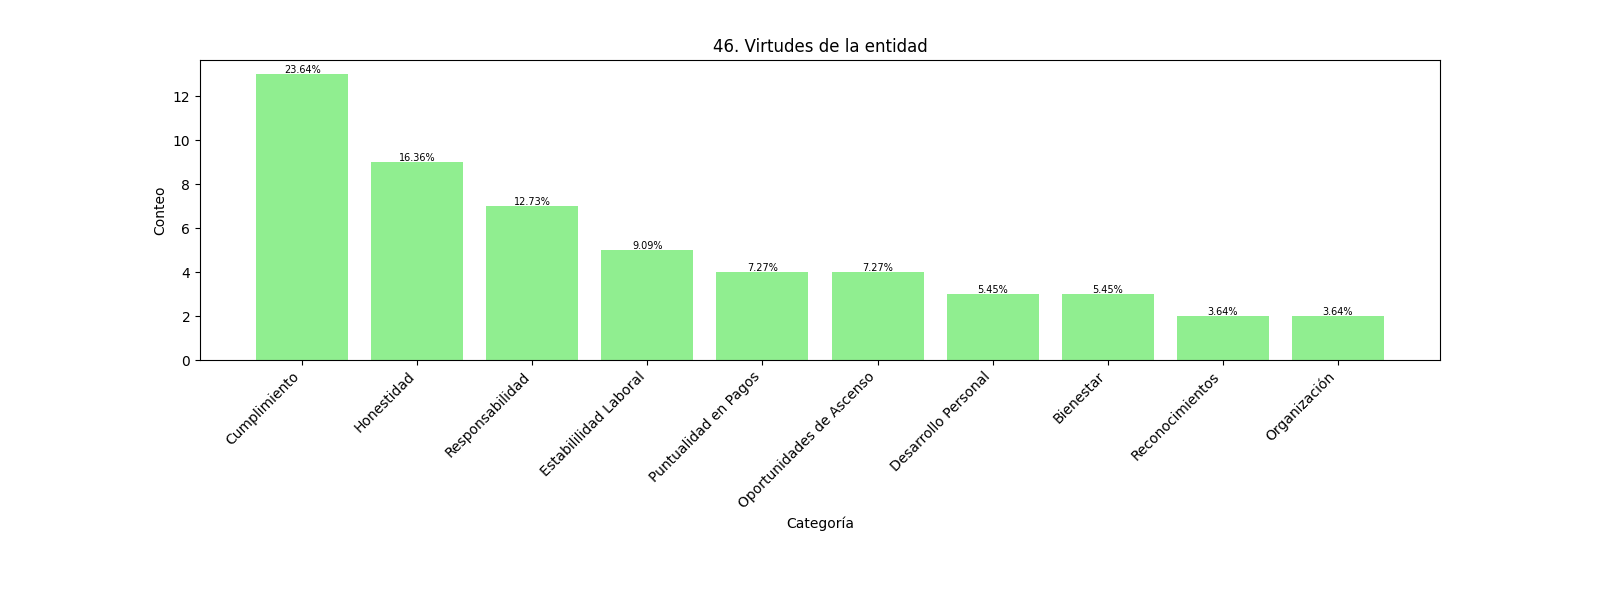 46. Virtudes de la entidad
Conteo
12
10
8
6
4
2
0
23.64%
16.36%
12.73%
9.09%
7.27%
7.27%
5.45%
5.45%
3.64%
3.64%
Cumplimiento
Honestidad
Responsabilidad
Estabililidad Laboral
Puntualidad en Pagos
Oportunidades de Ascenso
Desarrollo Personal
Bienestar
Reconocimientos
Organización
Categoría